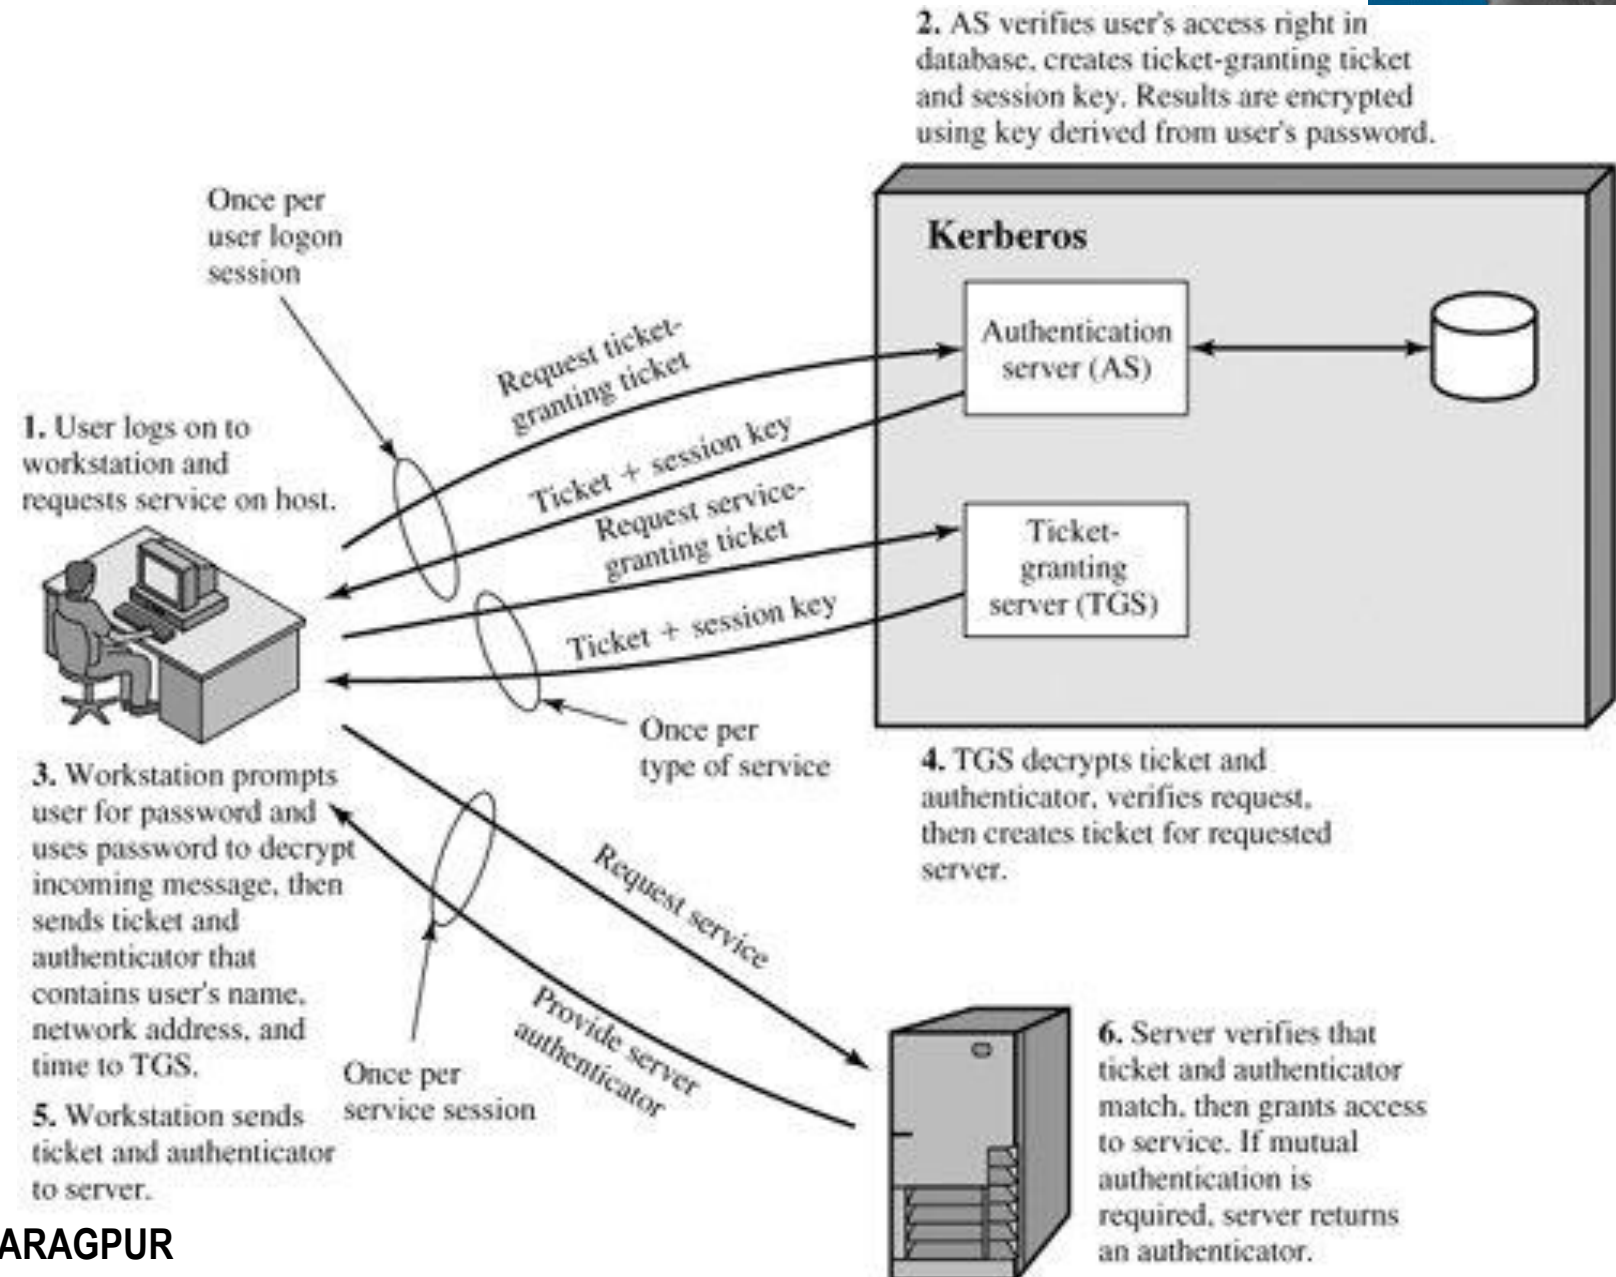 2. AS verifies user's access right in
database, creates ticket-granting ticket
and session key. Results are encrypted
using key derived from user's password.
Once per
user logon
session
Kerberos
Authentication
server (AS)
Request ticket-
granting ticket
1. User logs on to
workstation and
requests service on host.
Ticket + session key
Request service-
granting ticket
Ticket-
granting
server (TGS)
Ticket + session key
Once per
type of service
3. Workstation prompts
user for password and
uses password to decrypt
incoming message, then
sends ticket and
authenticator that
contains user's name,
network address, and
time to TGS.
4. TGS decrypts ticket and
authenticator, verifies request,
then creates ticket for requested
server.
Request service
Provide server
authenticator
Once per
service session
5. Workstation sends
ticket and authenticator
to server.
6. Server verifies that
ticket and authenticator
match, then grants access
to service. If mutual
authentication is
required, server returns
an authenticator.
ARAGPUR